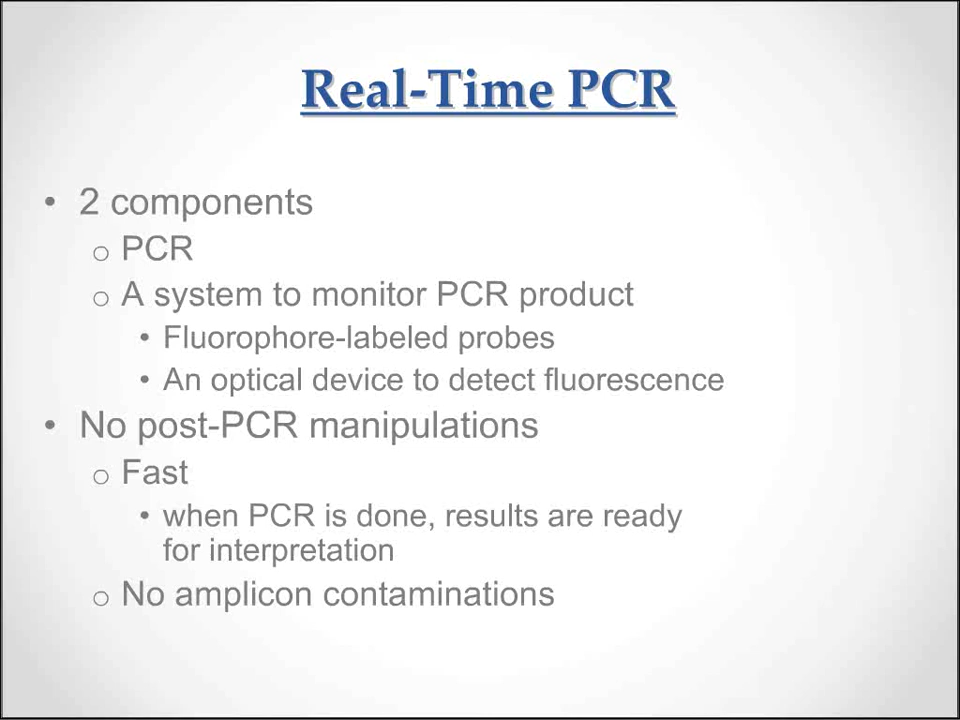 Real-Time PCR
• 2 components
o PCR
o A system to monitor PCR product
• Fluorophore-labeled probes
• An optical device to detect fluorescence
• No post-PCR manipulations
o Fast
• when PCR is done, results are ready
for interpretation
o No amplicon contaminations